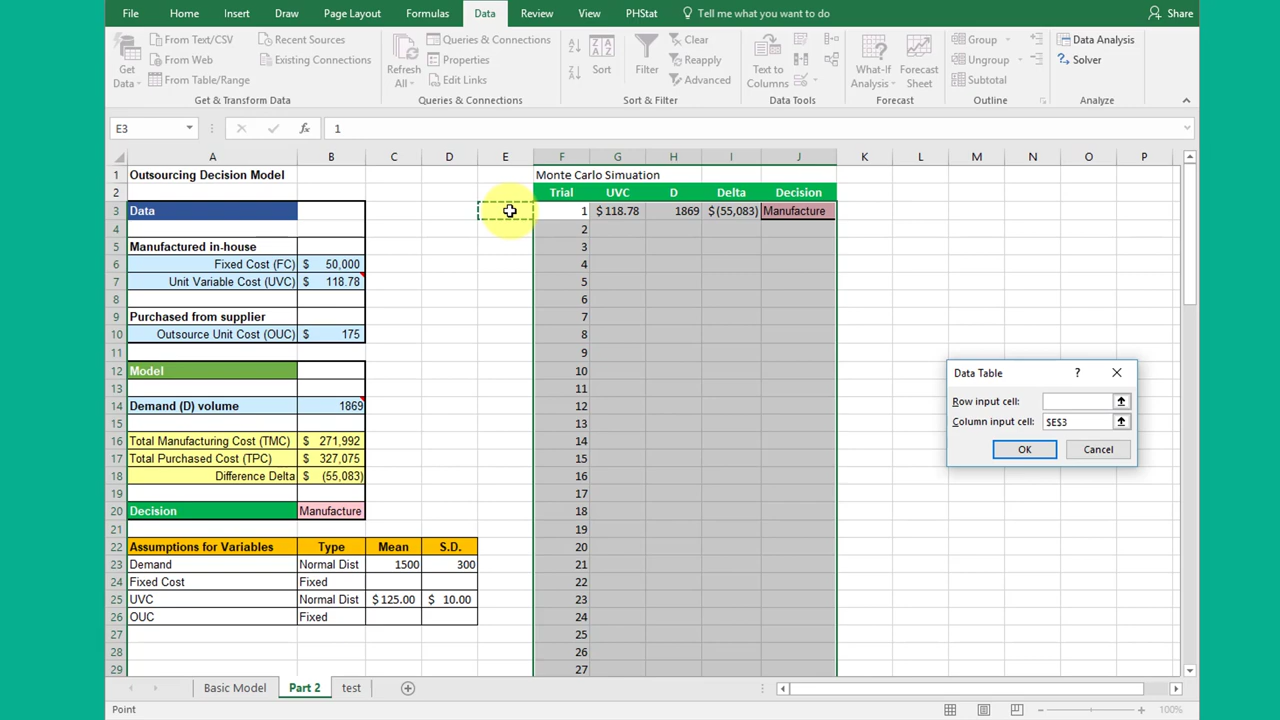 File Home Insert Draw Page Layout Formulas Data Review View PHStat Tell me what you want to do Share
Get Data
From Text/CSV
From Web
From Table/Range
Recent Sources
Existing Connections
Get & Transform Data
Refresh All
Queries & Connections
Properties
Edit Links
Queries & Connections
Sort
Filter
Clear
Reapply
Advanced
Sort & Filter
Text to Columns
Data Tools
What-If Analysis
Forecast Sheet
Forecast
Group
Ungroup
Subtotal
Outline
Data Analysis
Solver
Analyze
E3 fx 1
A B C D E F G H I J K L M N O P
1 Outsourcing Decision Model Monte Carlo Simuation
2 Trial UVC D Delta Decision
3 Data 1 $ 118.78 1869 $ (55,083) Manufacture
4 2
5 Manufactured in-house 3
6 Fixed Cost (FC) $ 50,000 4
7 Unit Variable Cost (UVC) $ 118.78 5
8 6
9 Purchased from supplier 7
10 Outsource Unit Cost (OUC) $ 175 8
11 9
12 Model 10
13 11
14 Demand (D) volume 1869 12
15 13
16 Total Manufacturing Cost (TMC) $ 271,992 14
17 Total Purchased Cost (TPC) $ 327,075 15
18 Difference Delta $ (55,083) 16
19 17
20 Decision Manufacture 18
21 19
22 Assumptions for Variables Type Mean S.D. 20
23 Demand Normal Dist 1500 300 21
24 Fixed Cost Fixed 22
25 UVC Normal Dist $ 125.00 $ 10.00 23
26 OUC Fixed 24
27 25
28 26
29 27
Data Table ?
Row input cell:
Column input cell: $E$3
OK Cancel
Basic Model Part 2 test
Point 100%